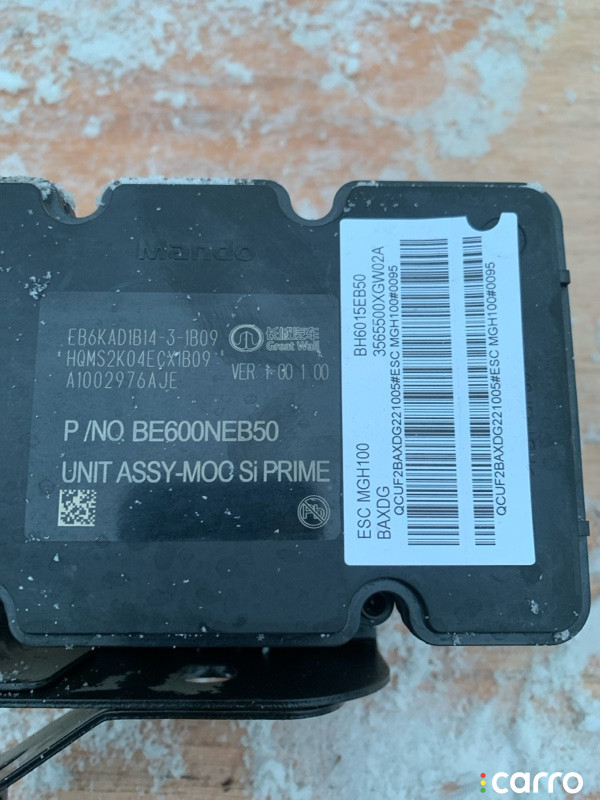 Mando
EB6KAD1B14-3-1B09
HQMS2K04ECX1B09
A1002976AJE
长城汽车
Great Wall
VER 1.00 1.00
P/NO. BE600NEB50
UNIT ASSY-MOC Si PRIME
Pb
BH6015EB50
3565500XGW02A
ESC MGH100
BAXDG
QCUF2BAXDG221005#ESC MGH100#0095
QCUF2BAXDG221005#ESC MGH100#0095
carro